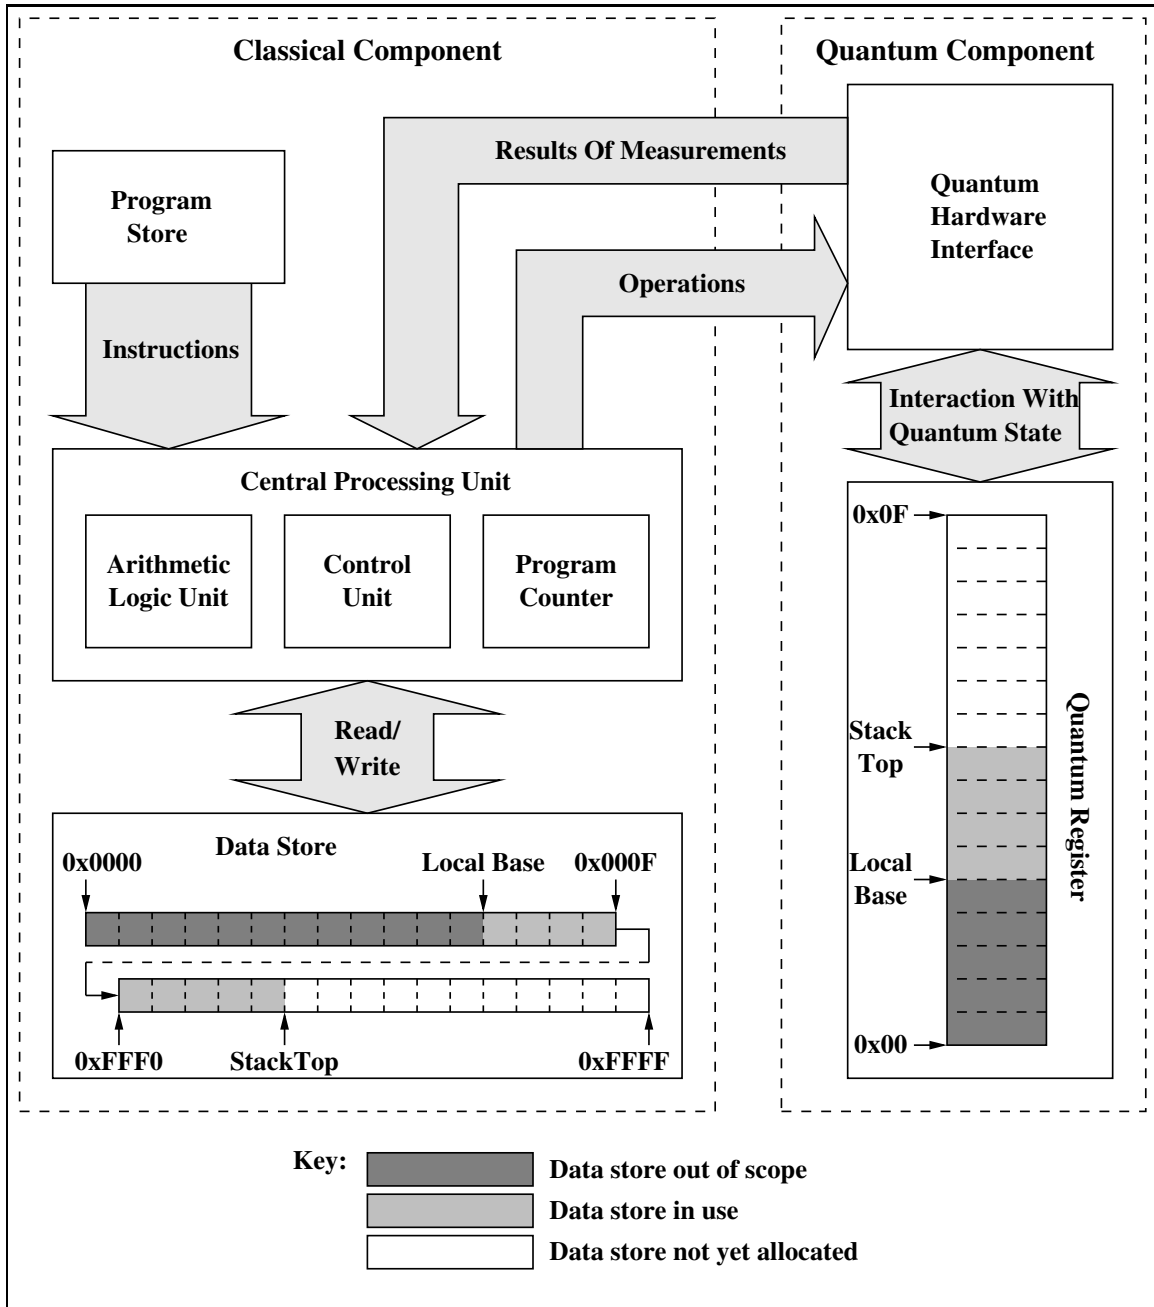 Classical Component
Quantum Component
Results Of Measurements
Program
Store
Quantum
Hardware
Interface
Operations
Instructions
Interaction With
Quantum State
Central Processing Unit
Arithmetic
Logic Unit
Control
Unit
Program
Counter
0x0F
Stack
Top
Local
Base
0x00
Quantum Register
Read/
Write
Data Store
0x0000
Local Base
0x000F
0xFFF0
StackTop
0xFFFF
Key:
Data store out of scope
Data store in use
Data store not yet allocated